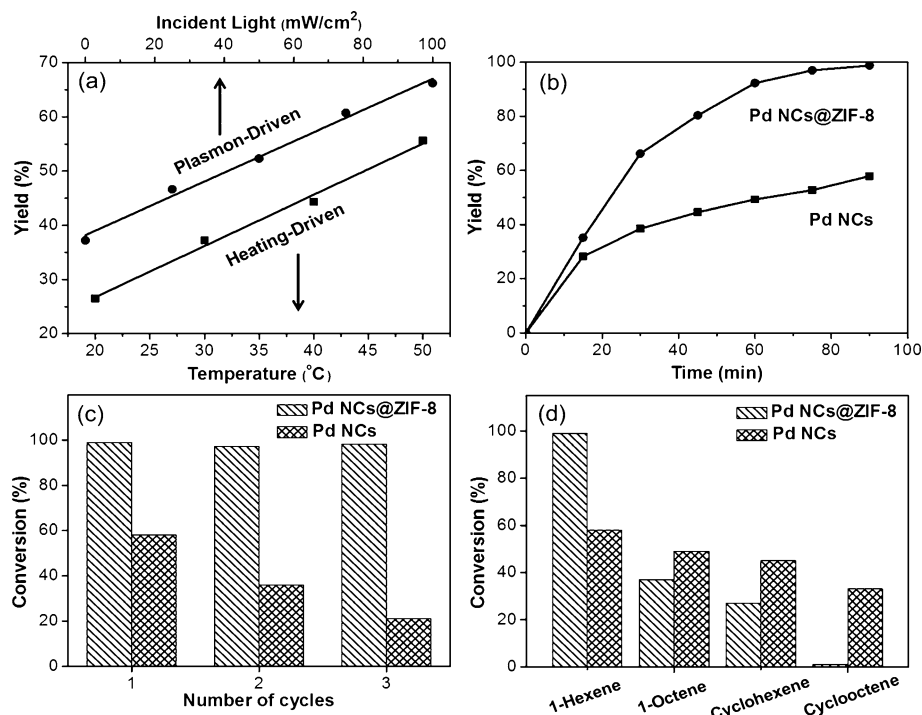 Incident Light (mW/cm²)
0 20 40 60 80 100
(a)
Plasmon-Driven
Heating-Driven
Yield (%)
70
60
50
40
30
20
20 25 30 35 40 45 50
Temperature (°C)
(b)
Pd NCs@ZIF-8
Pd NCs
Yield (%)
100
80
60
40
20
0
0 20 40 60 80 100
Time (min)
(c)
Pd NCs@ZIF-8
Pd NCs
Conversion (%)
100
80
60
40
20
0
1 2 3
Number of cycles
(d)
Pd NCs@ZIF-8
Pd NCs
Conversion (%)
100
80
60
40
20
0
1-Hexene 1-Octene Cyclohexene Cyclooctene